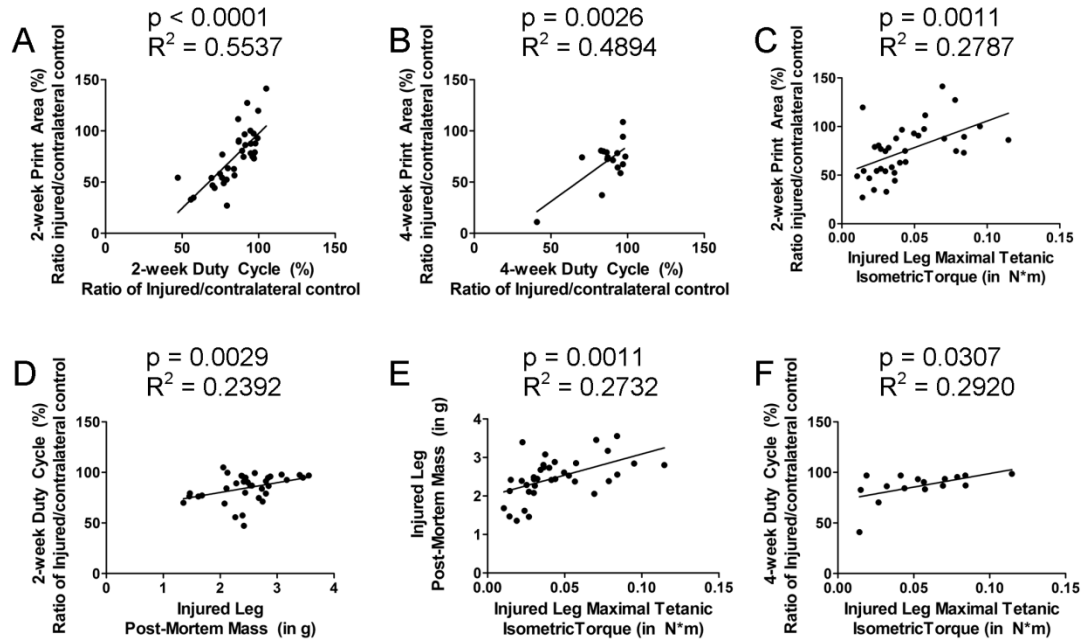 A
p < 0.0001
R² = 0.5537
2-week Print Area (%)
Ratio injured/contralateral control
150
100
50
0
0 50 100 150
2-week Duty Cycle (%)
Ratio of Injured/contralateral control
B
p = 0.0026
R² = 0.4894
4-week Print Area (%)
Ratio injured/contralateral control
150
100
50
0
0 50 100 150
4-week Duty Cycle (%)
Ratio of Injured/contralateral control
C
p = 0.0011
R² = 0.2787
2-week Print Area (%)
Ratio injured/contralateral control
150
100
50
0
0.00 0.05 0.10 0.15
Injured Leg Maximal Tetanic
IsometricTorque (in N*m)
D
p = 0.0029
R² = 0.2392
2-week Duty Cycle (%)
Ratio of Injured/contralateral control
150
100
50
0
0 1 2 3 4
Injured Leg
Post-Mortem Mass (in g)
E
p = 0.0011
R² = 0.2732
Injured Leg
Post-Mortem Mass (in g)
4
3
2
1
0
0.00 0.05 0.10 0.15
Injured Leg Maximal Tetanic
IsometricTorque (in N*m)
F
p = 0.0307
R² = 0.2920
4-week Duty Cycle (%)
Ratio of Injured/contralateral control
150
100
50
0
0.00 0.05 0.10 0.15
Injured Leg Maximal Tetanic
IsometricTorque (in N*m)